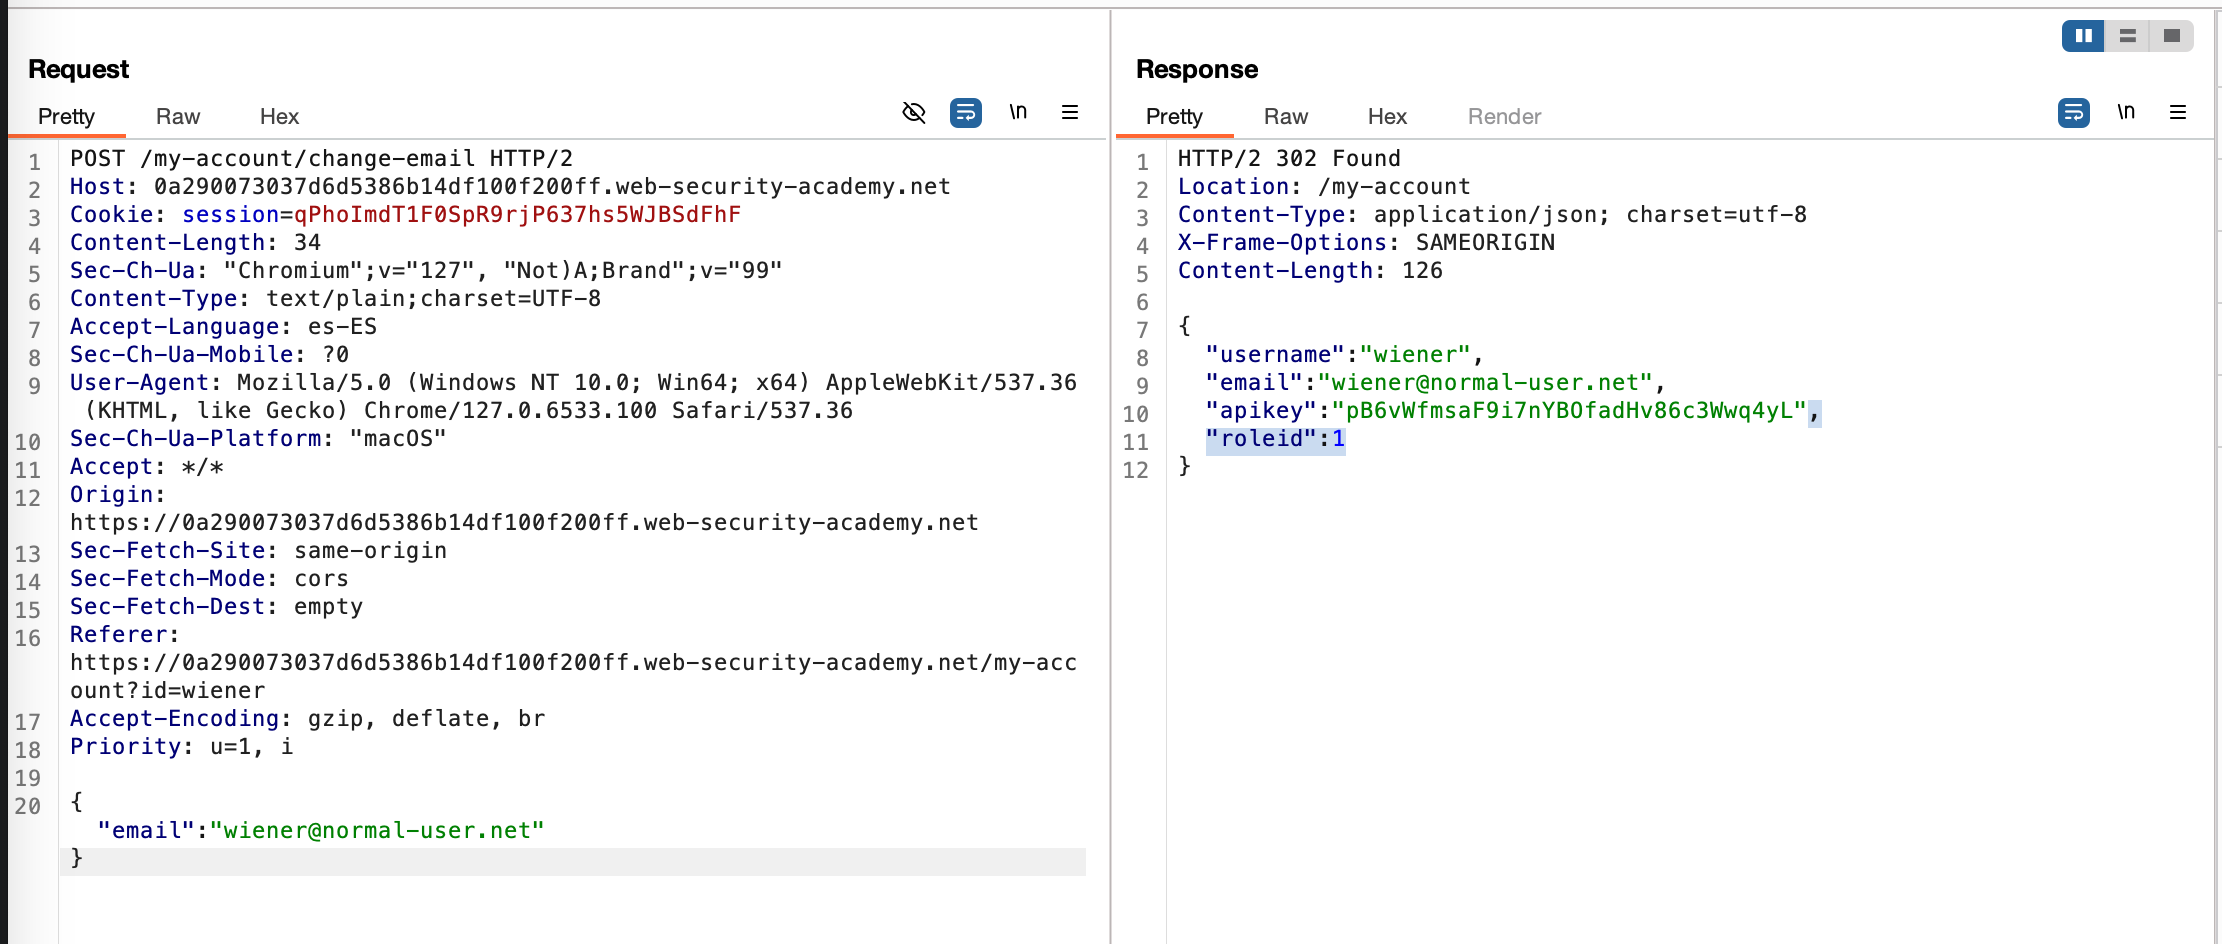 Request
Pretty Raw Hex \n
1 POST /my-account/change-email HTTP/2
2 Host: 0a290073037d6d5386b14df100f200ff.web-security-academy.net
3 Cookie: session=qPhoImdT1F0SpR9rjP637hs5WJBSdFhF
4 Content-Length: 34
5 Sec-Ch-Ua: "Chromium";v="127", "Not)A;Brand";v="99"
6 Content-Type: text/plain;charset=UTF-8
7 Accept-Language: es-ES
8 Sec-Ch-Ua-Mobile: ?0
9 User-Agent: Mozilla/5.0 (Windows NT 10.0; Win64; x64) AppleWebKit/537.36
(KHTML, like Gecko) Chrome/127.0.6533.100 Safari/537.36
10 Sec-Ch-Ua-Platform: "macOS"
11 Accept: */*
12 Origin:
https://0a290073037d6d5386b14df100f200ff.web-security-academy.net
13 Sec-Fetch-Site: same-origin
14 Sec-Fetch-Mode: cors
15 Sec-Fetch-Dest: empty
16 Referer:
https://0a290073037d6d5386b14df100f200ff.web-security-academy.net/my-acc
ount?id=wiener
17 Accept-Encoding: gzip, deflate, br
18 Priority: u=1, i
19
20 {
"email":"wiener@normal-user.net"
}
Response
Pretty Raw Hex Render \n
1 HTTP/2 302 Found
2 Location: /my-account
3 Content-Type: application/json; charset=utf-8
4 X-Frame-Options: SAMEORIGIN
5 Content-Length: 126
6
7 {
8 "username":"wiener",
9 "email":"wiener@normal-user.net",
10 "apikey":"pB6vWfmsaF9i7nYBOfadHv86c3Wwq4yL",
11 "roleid":1
12 }